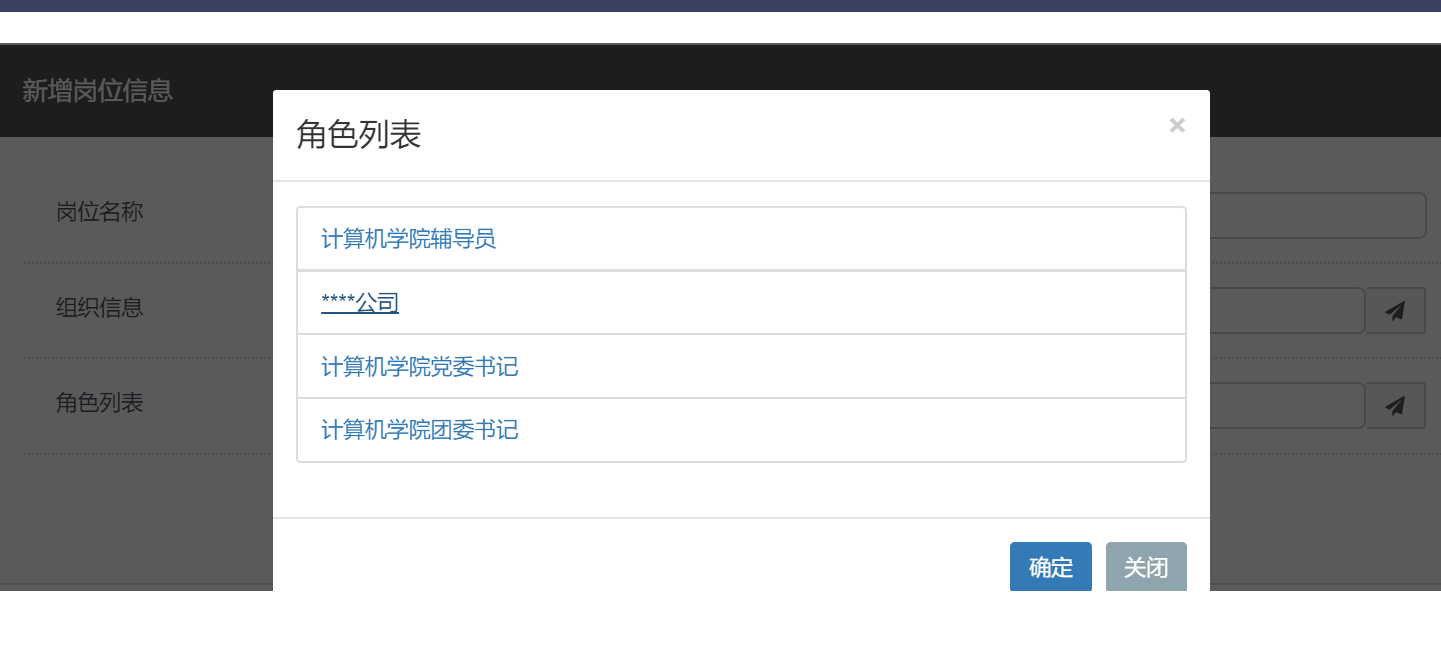 新增岗位信息
角色列表
×
岗位名称
计算机学院辅导员
组织信息
****公司
计算机学院党委书记
角色列表
计算机学院团委书记
确定
关闭